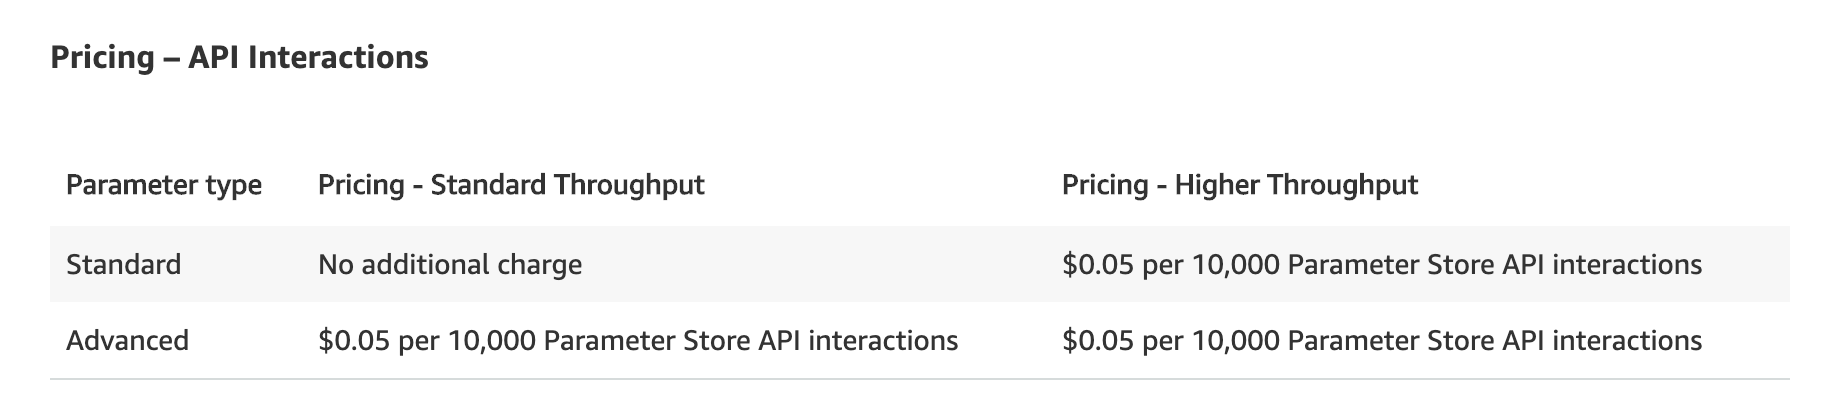 Pricing – API Interactions
Parameter type Pricing - Standard Throughput Pricing - Higher Throughput
Standard No additional charge $0.05 per 10,000 Parameter Store API interactions
Advanced $0.05 per 10,000 Parameter Store API interactions $0.05 per 10,000 Parameter Store API interactions